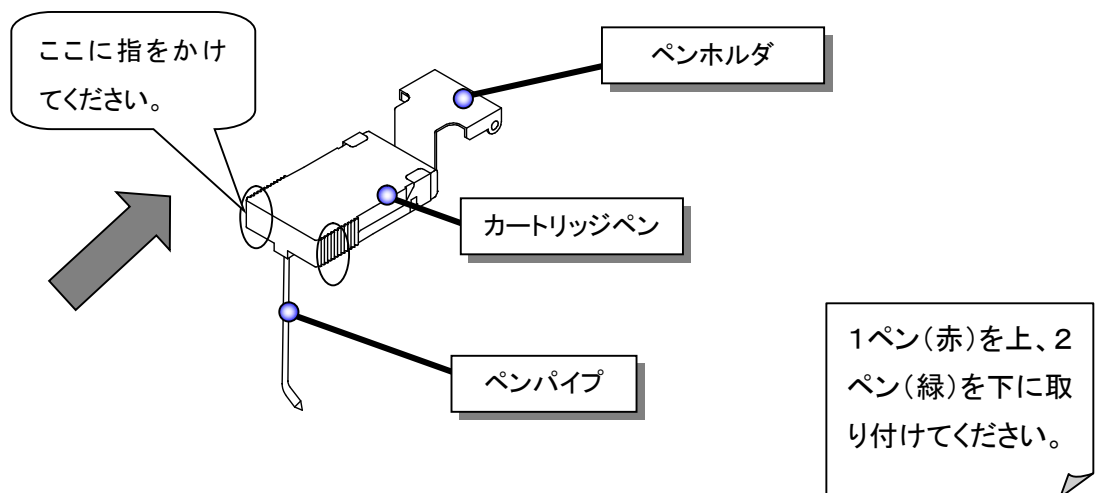 ここに指をかけ
てください。
ペンホルダ
カートリッジペン
ペンパイプ
1ペン(赤)を上、2
ペン(緑)を下に取
り付けてください。